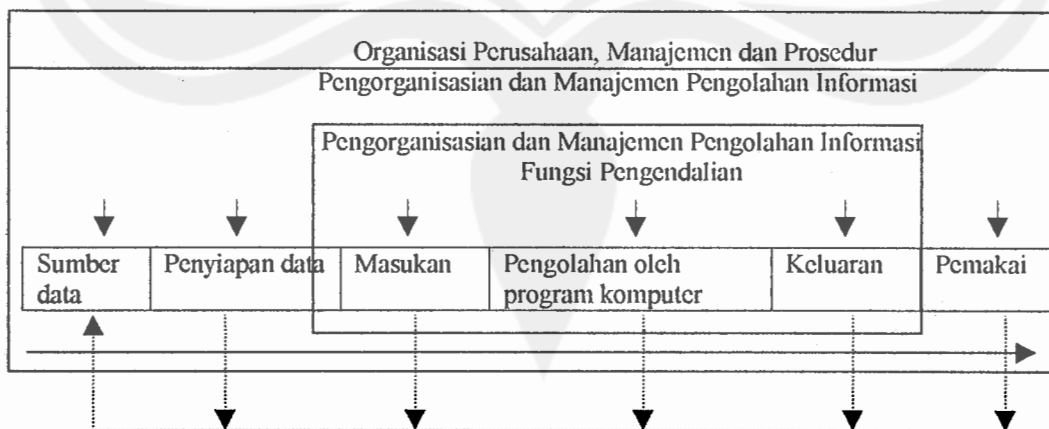 Organisasi Perusahaan, Manajemen dan Prosedur
Pengorganisasian dan Manajemen Pengolahan Informasi
Pengorganisasian dan Manajemen Pengolahan Informasi
Fungsi Pengendalian
Sumber data
Penyiapan data
Masukan
Pengolahan oleh
program komputer
Keluaran
Pemakai